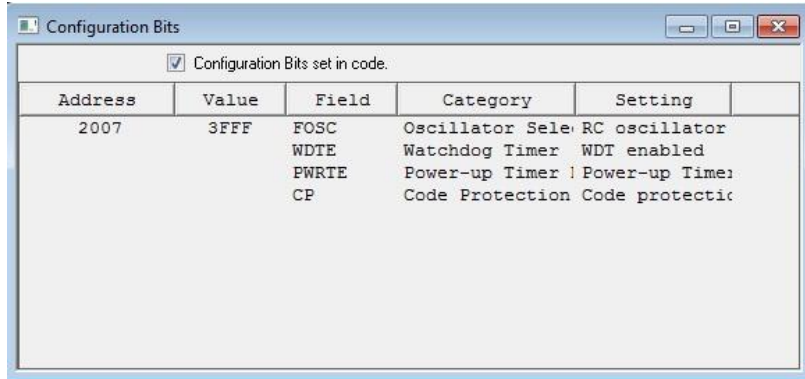 Configuration Bits
Configuration Bits set in code.
Address Value Field Category Setting
2007 3FFF FOSC Oscillator Sele RC oscillator
WDTE Watchdog Timer WDT enabled
PWRTE Power-up Timer Power-up Timer
CP Code Protection Code protectic